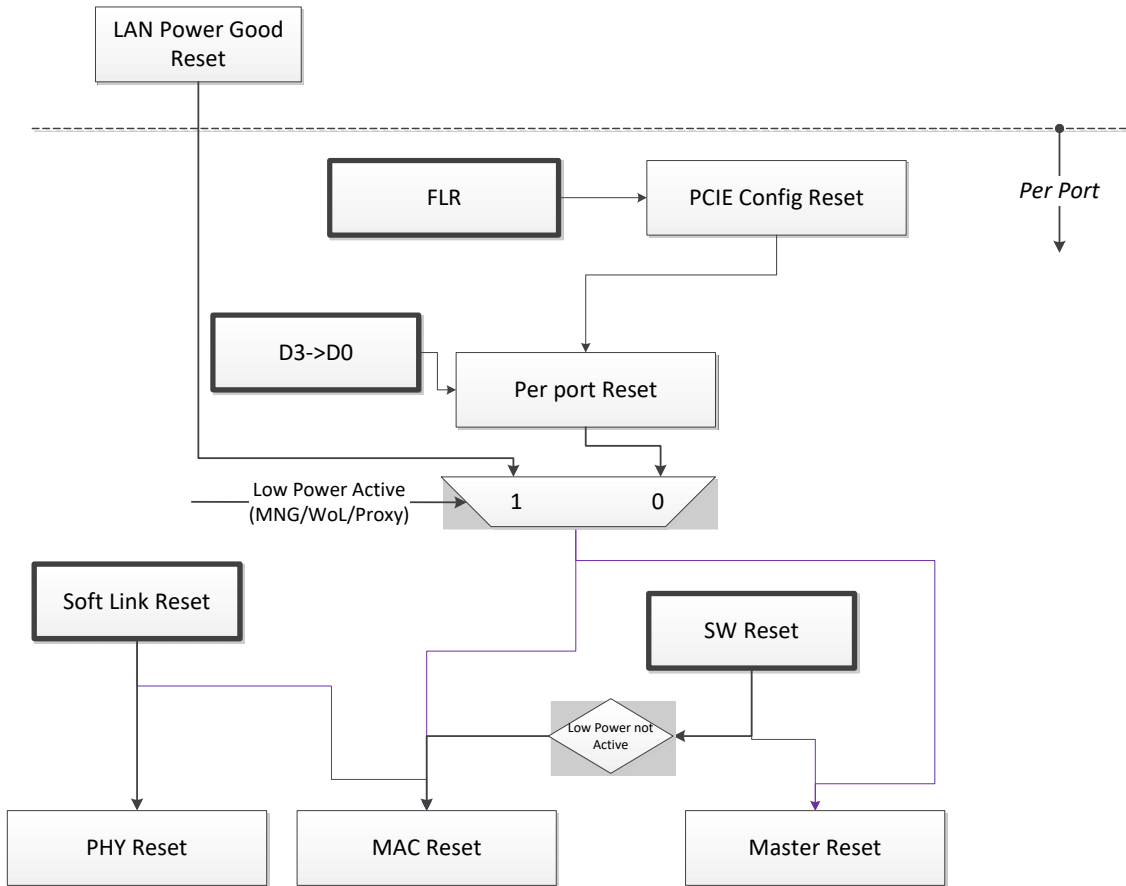 LAN Power Good
Reset
FLR
PCIE Config Reset
Per Port
D3->D0
Per port Reset
Low Power Active
(MNG/WoL/Proxy)
1
0
Soft Link Reset
SW Reset
Low Power not
Active
PHY Reset
MAC Reset
Master Reset